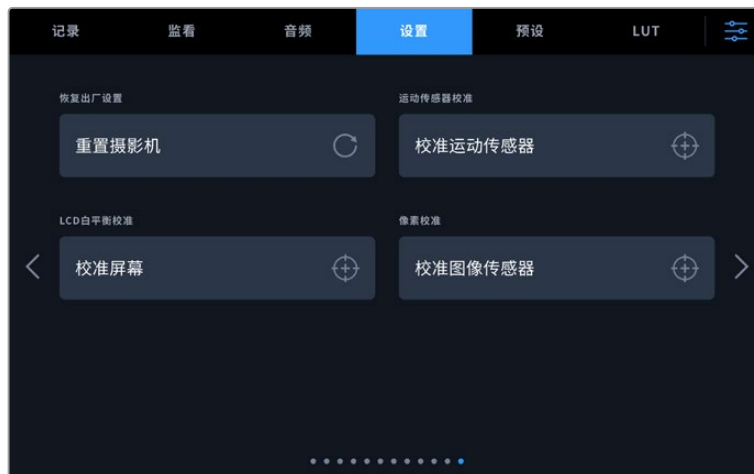 记录 监看 音频 设置 预设 LUT
恢复出厂设置 运动传感器校准
重置摄影机 校准运动传感器
LCD白平衡校准 像素校准
校准屏幕 校准图像传感器